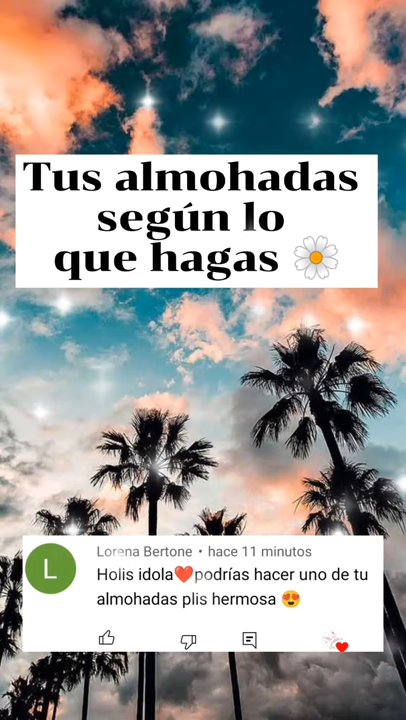 Tus almohadas
según lo
que hagas 🌼
L
Lorena Bertone • hace 11 minutos
Holis idola❤️podrías hacer uno de tu
almohadas plis hermosa 😍